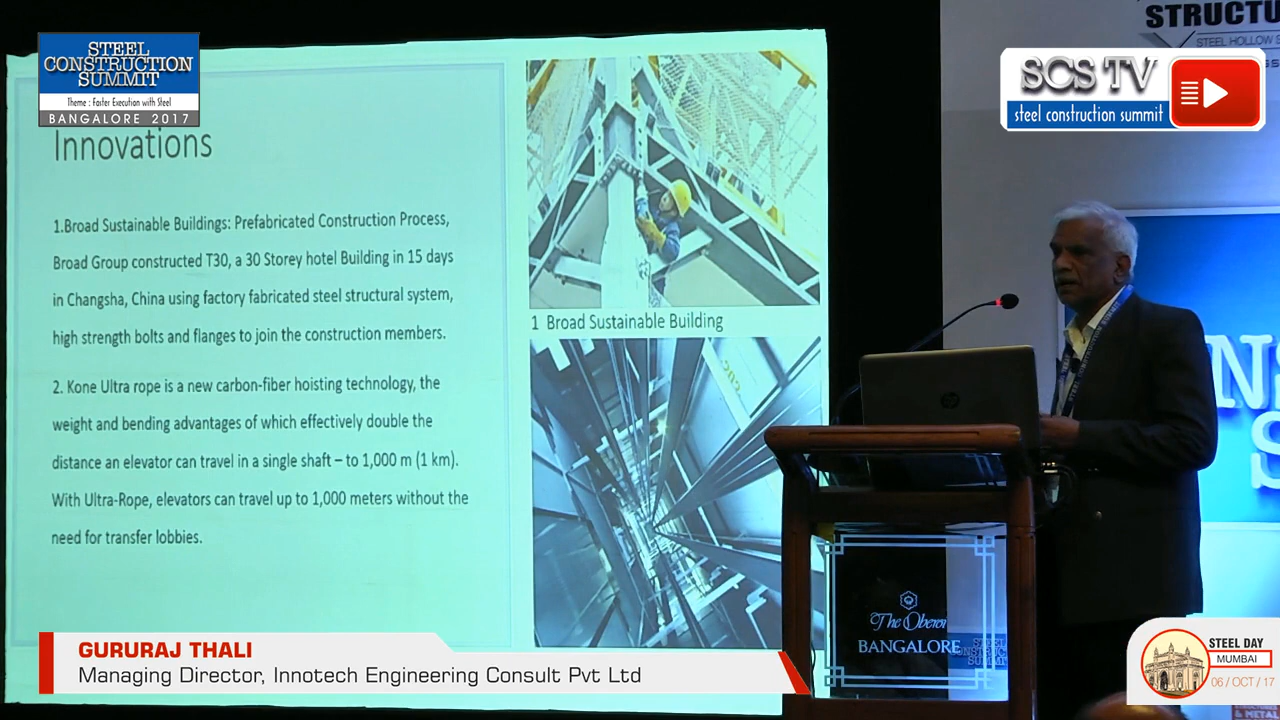 STEEL
CONSTRUCTION
SUMMIT
Theme : Faster Execution with Steel
BANGALORE 2017
Innovations
1.Broad Sustainable Buildings: Prefabricated Construction Process,
Broad Group constructed T30, a 30 Storey hotel Building in 15 days
in Changsha, China using factory fabricated steel structural system,
high strength bolts and flanges to join the construction members.
2. Kone Ultra rope is a new carbon-fiber hoisting technology, the
weight and bending advantages of which effectively double the
distance an elevator can travel in a single shaft – to 1,000 m (1 km).
With Ultra-Rope, elevators can travel up to 1,000 meters without the
need for transfer lobbies.
1 Broad Sustainable Building
STRUCTU
STEEL HOLLOW S
SCS TV
steel construction summit
hp
N
S
The Oberoi
BANGALORE
GURURAJ THALI
Managing Director, Innotech Engineering Consult Pvt Ltd
STEEL DAY
MUMBAI
06 / OCT / 17
& METAL